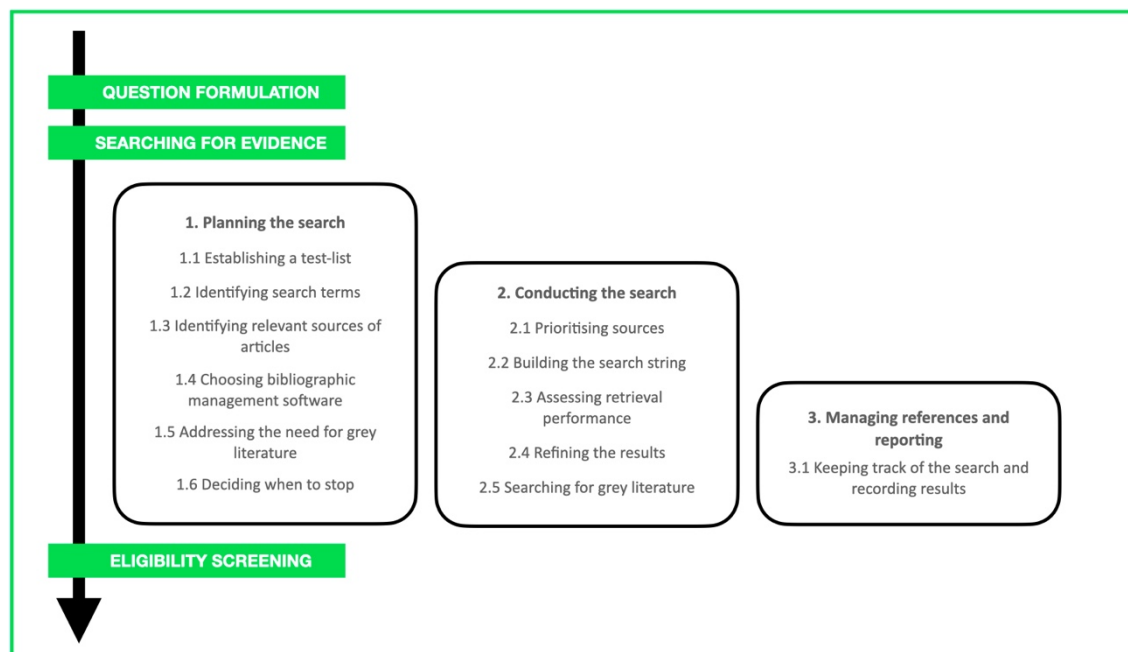 QUESTION FORMULATION
SEARCHING FOR EVIDENCE
1. Planning the search
1.1 Establishing a test-list
1.2 Identifying search terms
1.3 Identifying relevant sources of
articles
1.4 Choosing bibliographic
management software
1.5 Addressing the need for grey
literature
1.6 Deciding when to stop
2. Conducting the search
2.1 Prioritising sources
2.2 Building the search string
2.3 Assessing retrieval
performance
2.4 Refining the results
2.5 Searching for grey literature
3. Managing references and
reporting
3.1 Keeping track of the search and
recording results
ELIGIBILITY SCREENING